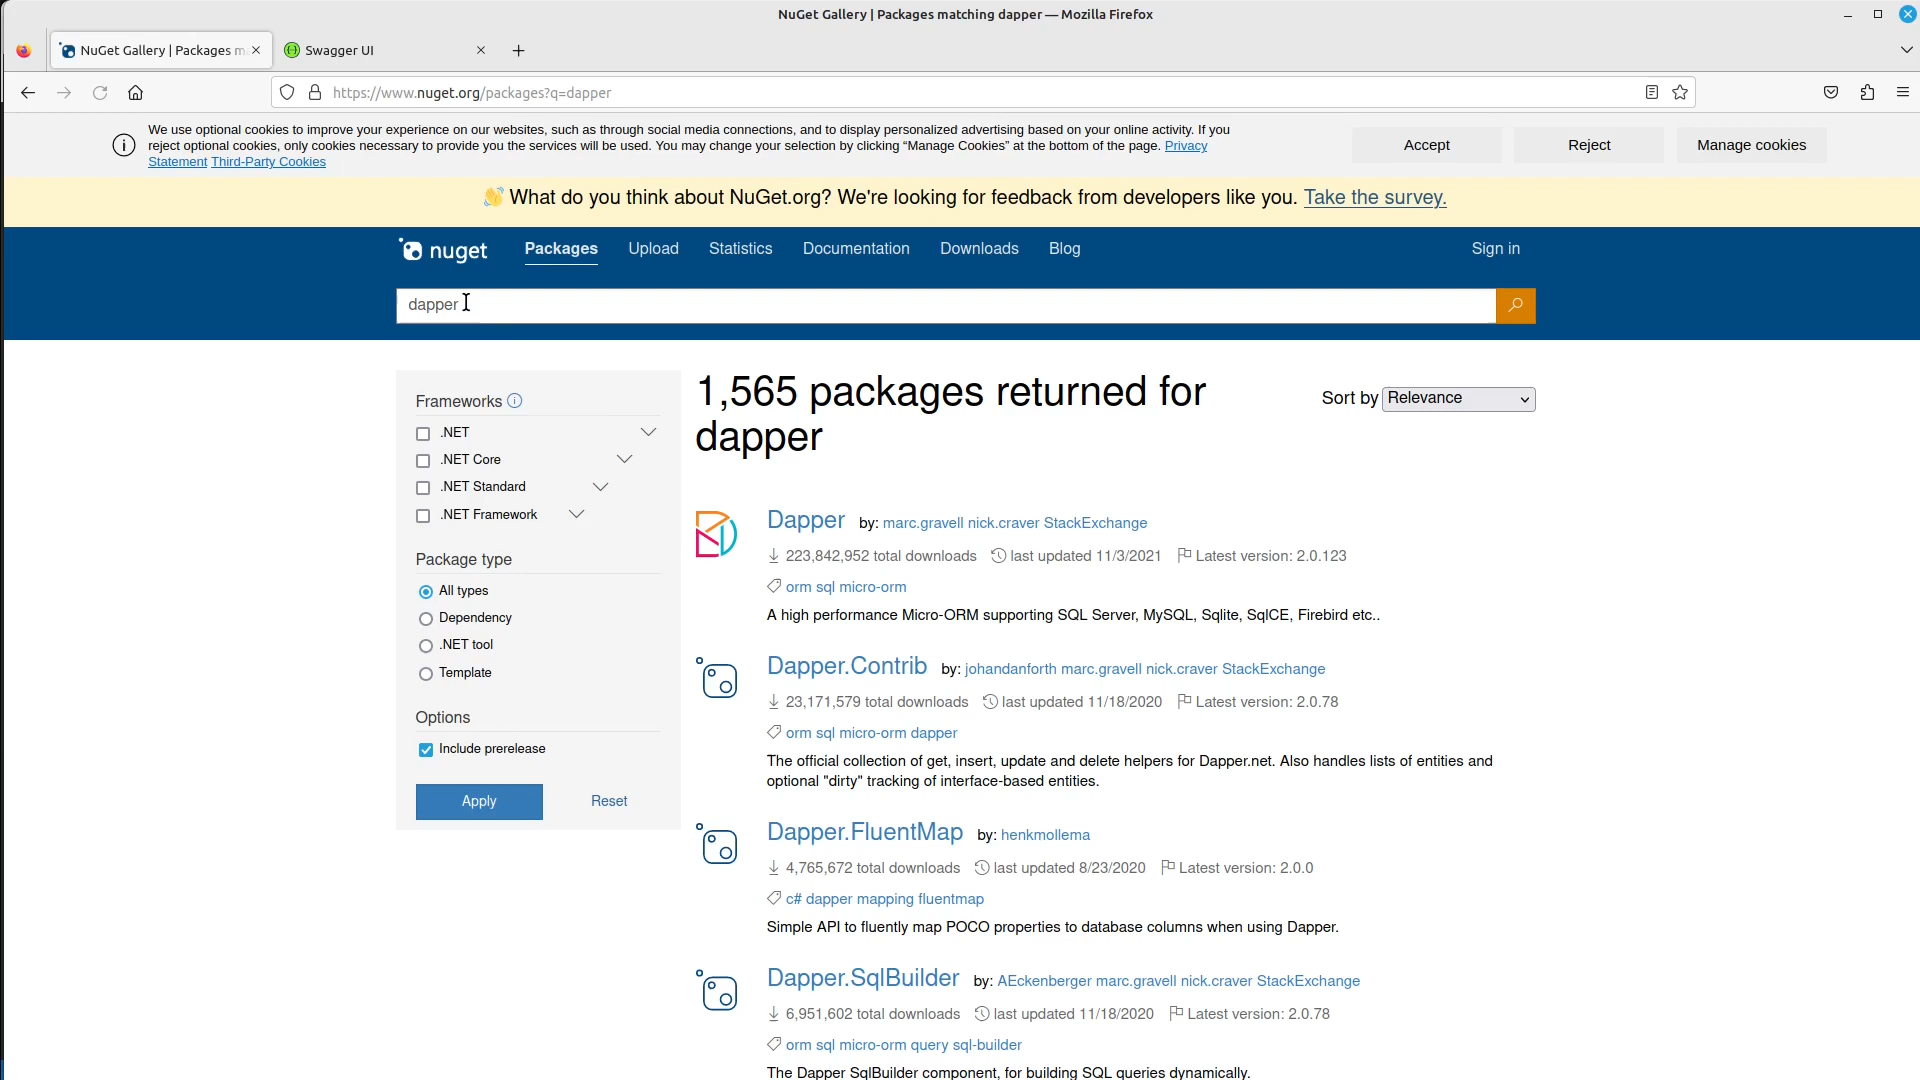 NuGet Gallery | Packages matching dapper — Mozilla Firefox
NuGet Gallery | Packages m
Swagger UI
https://www.nuget.org/packages?q=dapper
We use optional cookies to improve your experience on our websites, such as through social media connections, and to display personalized advertising based on your online activity. If you
reject optional cookies, only cookies necessary to provide you the services will be used. You may change your selection by clicking “Manage Cookies” at the bottom of the page. Privacy
Statement Third-Party Cookies
Accept
Reject
Manage cookies
👋 What do you think about NuGet.org? We're looking for feedback from developers like you. Take the survey.
nuget
Packages
Upload
Statistics
Documentation
Downloads
Blog
Sign in
dapper
Frameworks
.NET
.NET Core
.NET Standard
.NET Framework
Package type
All types
Dependency
.NET tool
Template
Options
Include prerelease
Apply
Reset
1,565 packages returned for
dapper
Sort by Relevance
Dapper by: marc.gravell nick.craver StackExchange
223,842,952 total downloads last updated 11/3/2021 Latest version: 2.0.123
orm sql micro-orm
A high performance Micro-ORM supporting SQL Server, MySQL, Sqlite, SqlCE, Firebird etc..
Dapper.Contrib by: johandanforth marc.gravell nick.craver StackExchange
23,171,579 total downloads last updated 11/18/2020 Latest version: 2.0.78
orm sql micro-orm dapper
The official collection of get, insert, update and delete helpers for Dapper.net. Also handles lists of entities and
optional "dirty" tracking of interface-based entities.
Dapper.FluentMap by: henkmollema
4,765,672 total downloads last updated 8/23/2020 Latest version: 2.0.0
c# dapper mapping fluentmap
Simple API to fluently map POCO properties to database columns when using Dapper.
Dapper.SqlBuilder by: AEckenberger marc.gravell nick.craver StackExchange
6,951,602 total downloads last updated 11/18/2020 Latest version: 2.0.78
orm sql micro-orm query sql-builder
The Dapper SqlBuilder component, for building SQL queries dynamically.